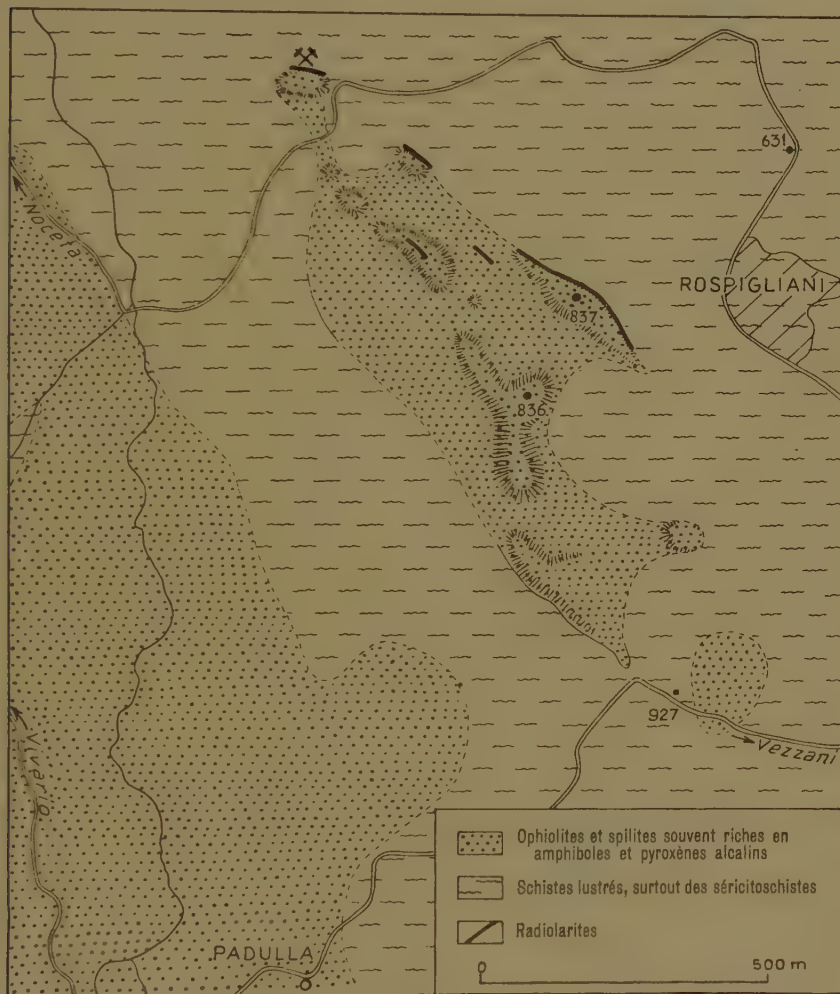 631
Noceta
ROSPIGLIANI
837
836
927
Vezzani
Vivario
Ophiolites et spilites souvent riches en
amphiboles et pyroxènes alcalins
Schistes lustrés, surtout des séricitoschistes
Radiolarites
PADULLA
0
500 m